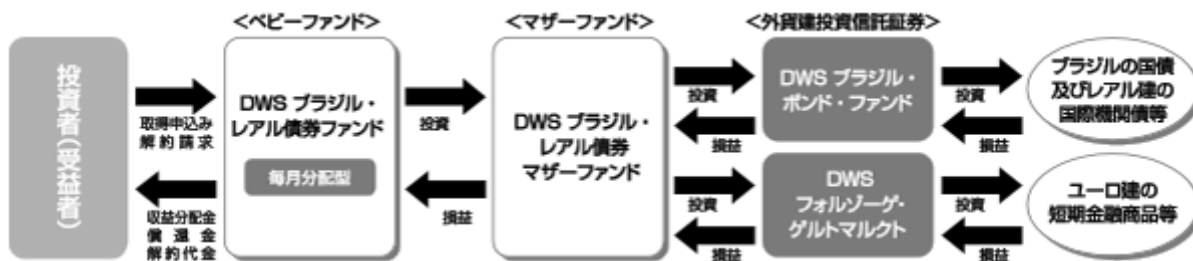 <ベビーファンド>
<マザーファンド>
<外貨建投資信託証券>
投資者(受益者)
取得申込み
解約請求
収益分配金
償還金
解約代金
DWS ブラジル・
レアル債券ファンド
毎月分配型
投資
損益
DWS ブラジル・
レアル債券
マザーファンド
投資
損益
投資
損益
DWS ブラジル・
ボンド・ファンド
DWS
フォルゾーゲ・
ゲルトマルクト
投資
損益
投資
損益
ブラジルの国債
及びレアル建の
国際機関債等
ユーロ建の
短期金融商品等